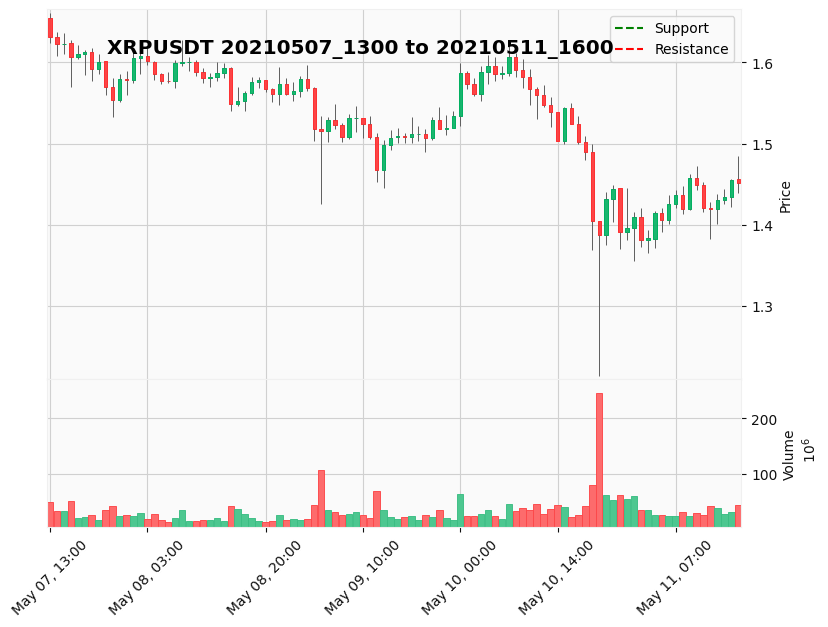 XRPUSDT 20210507_1300 to 20210511_1600
Support
Resistance
1.6
1.5
1.4
1.3
Price
200
100
Volume
10^6
May 07, 13:00
May 08, 03:00
May 08, 20:00
May 09, 10:00
May 10, 00:00
May 10, 14:00
May 11, 07:00